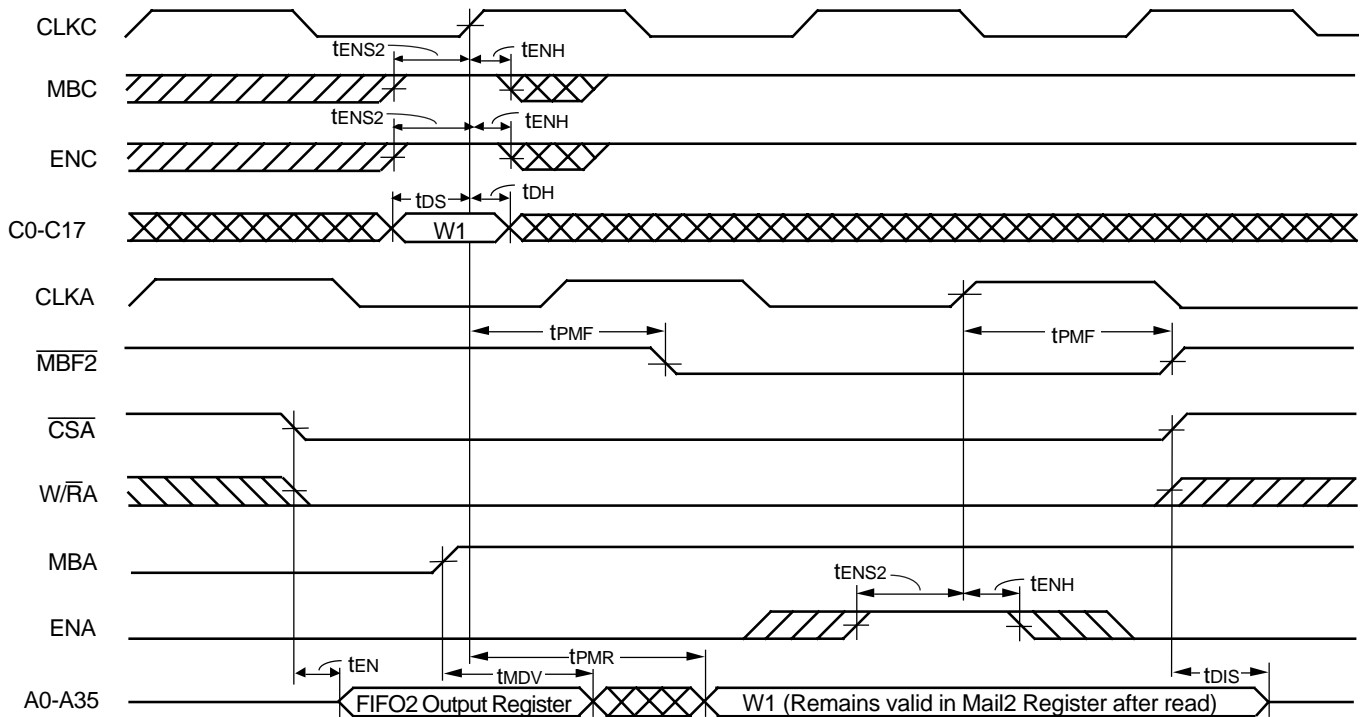 CLKC
tENS2 tENH
MBC
tENS2 tENH
ENC
tDS tDH
C0-C17 W1
CLKA
tPMF tPMF
MBF2
CSA
W/RA
MBA
tENS2 tENH
ENA
tEN tMDV tPMR tDIS
A0-A35 FIFO2 Output Register W1 (Remains valid in Mail2 Register after read)